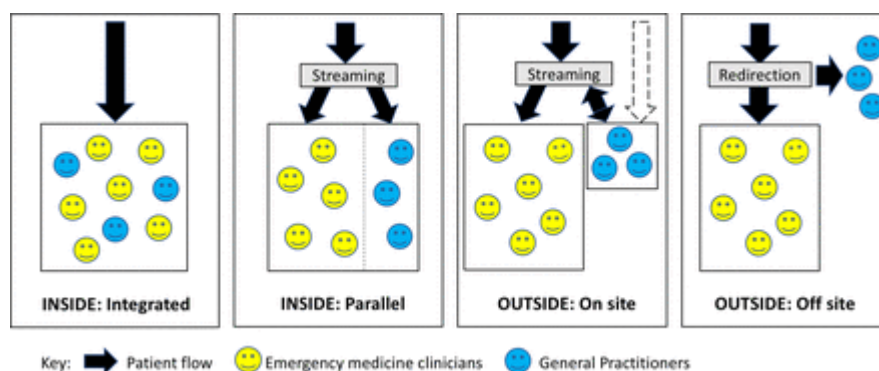 Streaming
Streaming
Redirection
INSIDE: Integrated
INSIDE: Parallel
OUTSIDE: On site
OUTSIDE: Off site
Key: Patient flow Emergency medicine clinicians General Practitioners